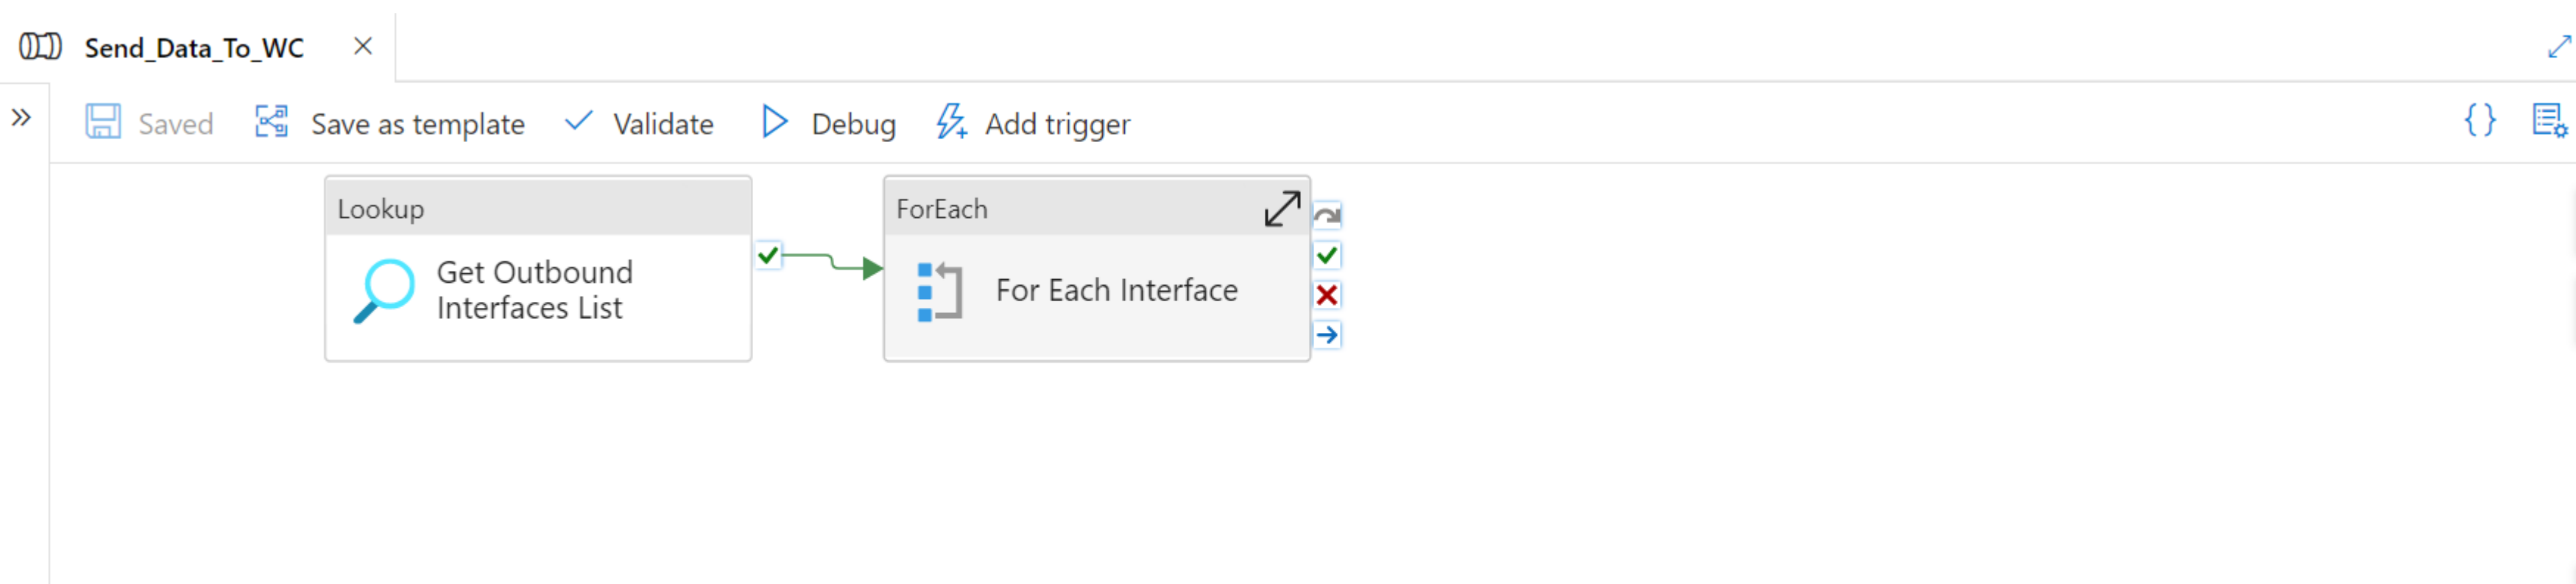 Send_Data_To_WC
Saved Save as template Validate Debug Add trigger {}
Lookup
Get Outbound
Interfaces List
ForEach
For Each Interface